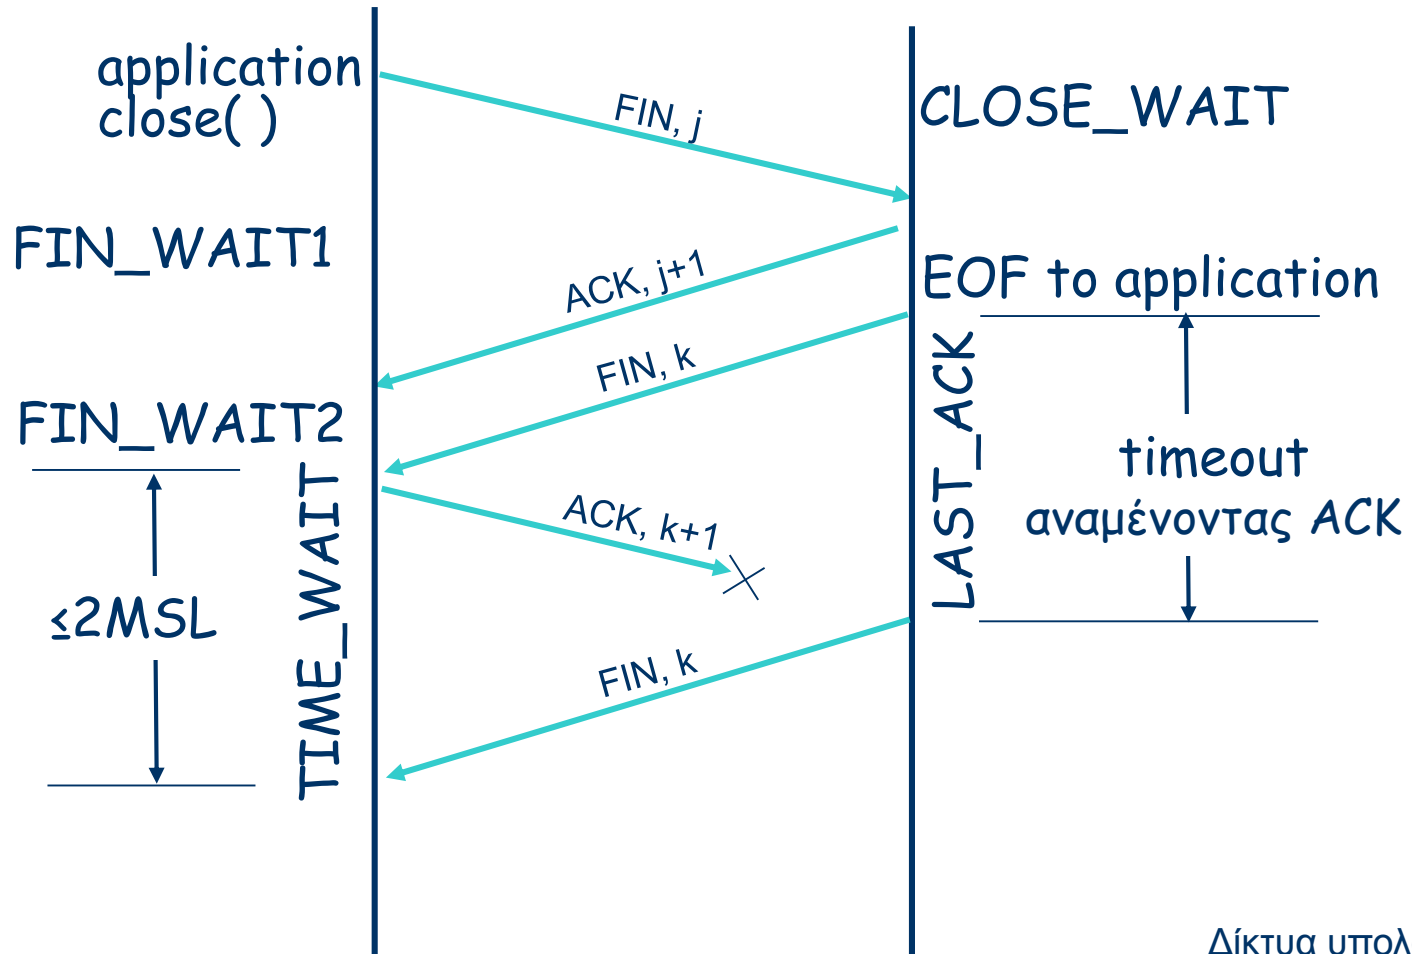 application
close( )
FIN, j
CLOSE_WAIT
FIN_WAIT1
ACK, j+1
EOF to application
FIN, k
LAST_ACK
FIN_WAIT2
timeout
αναμένοντας ACK
TIME_WAIT
ACK, k+1
≤2MSL
FIN, k
Δίκτυα υπολ